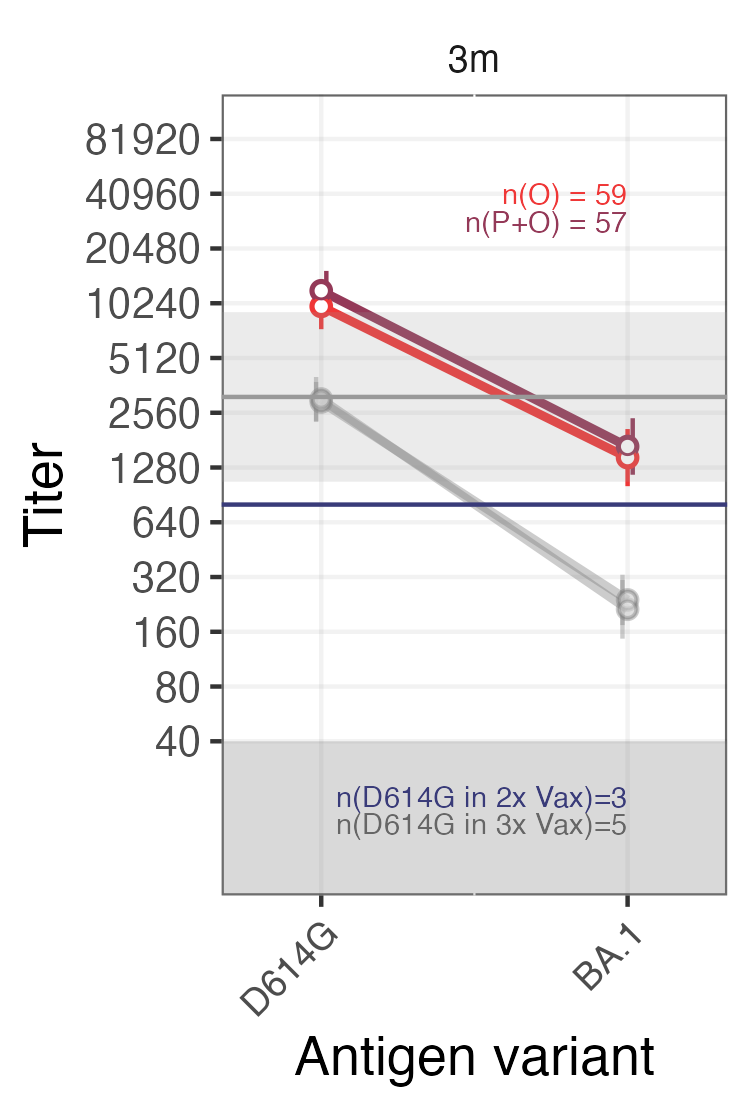 3m
81920
40960
20480
10240
5120
2560
1280
640
320
160
80
40
Titer
n(O) = 59
n(P+O) = 57
n(D614G in 2x Vax)=3
n(D614G in 3x Vax)=5
D614G
BA.1
Antigen variant